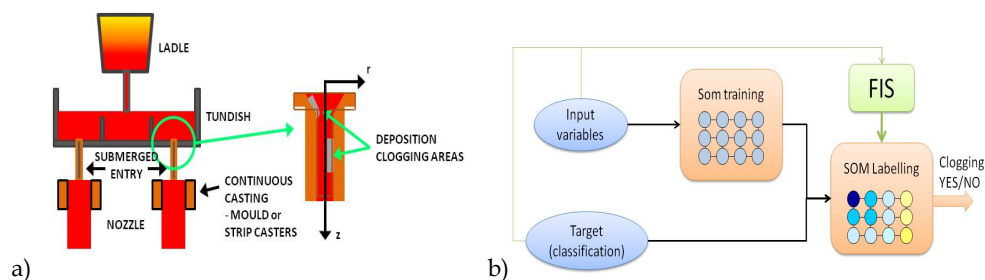 LADLE
r
TUNDISH
DEPOSITION
CLOGGING AREAS
SUBMERGED
ENTRY
CONTINUOUS
CASTING
- MOULD or
STRIP CASTERS
NOZZLE
z
a)
FIS
Som training
Input
variables
SOM Labelling
Clogging
YES/NO
Target
(classification)
b)